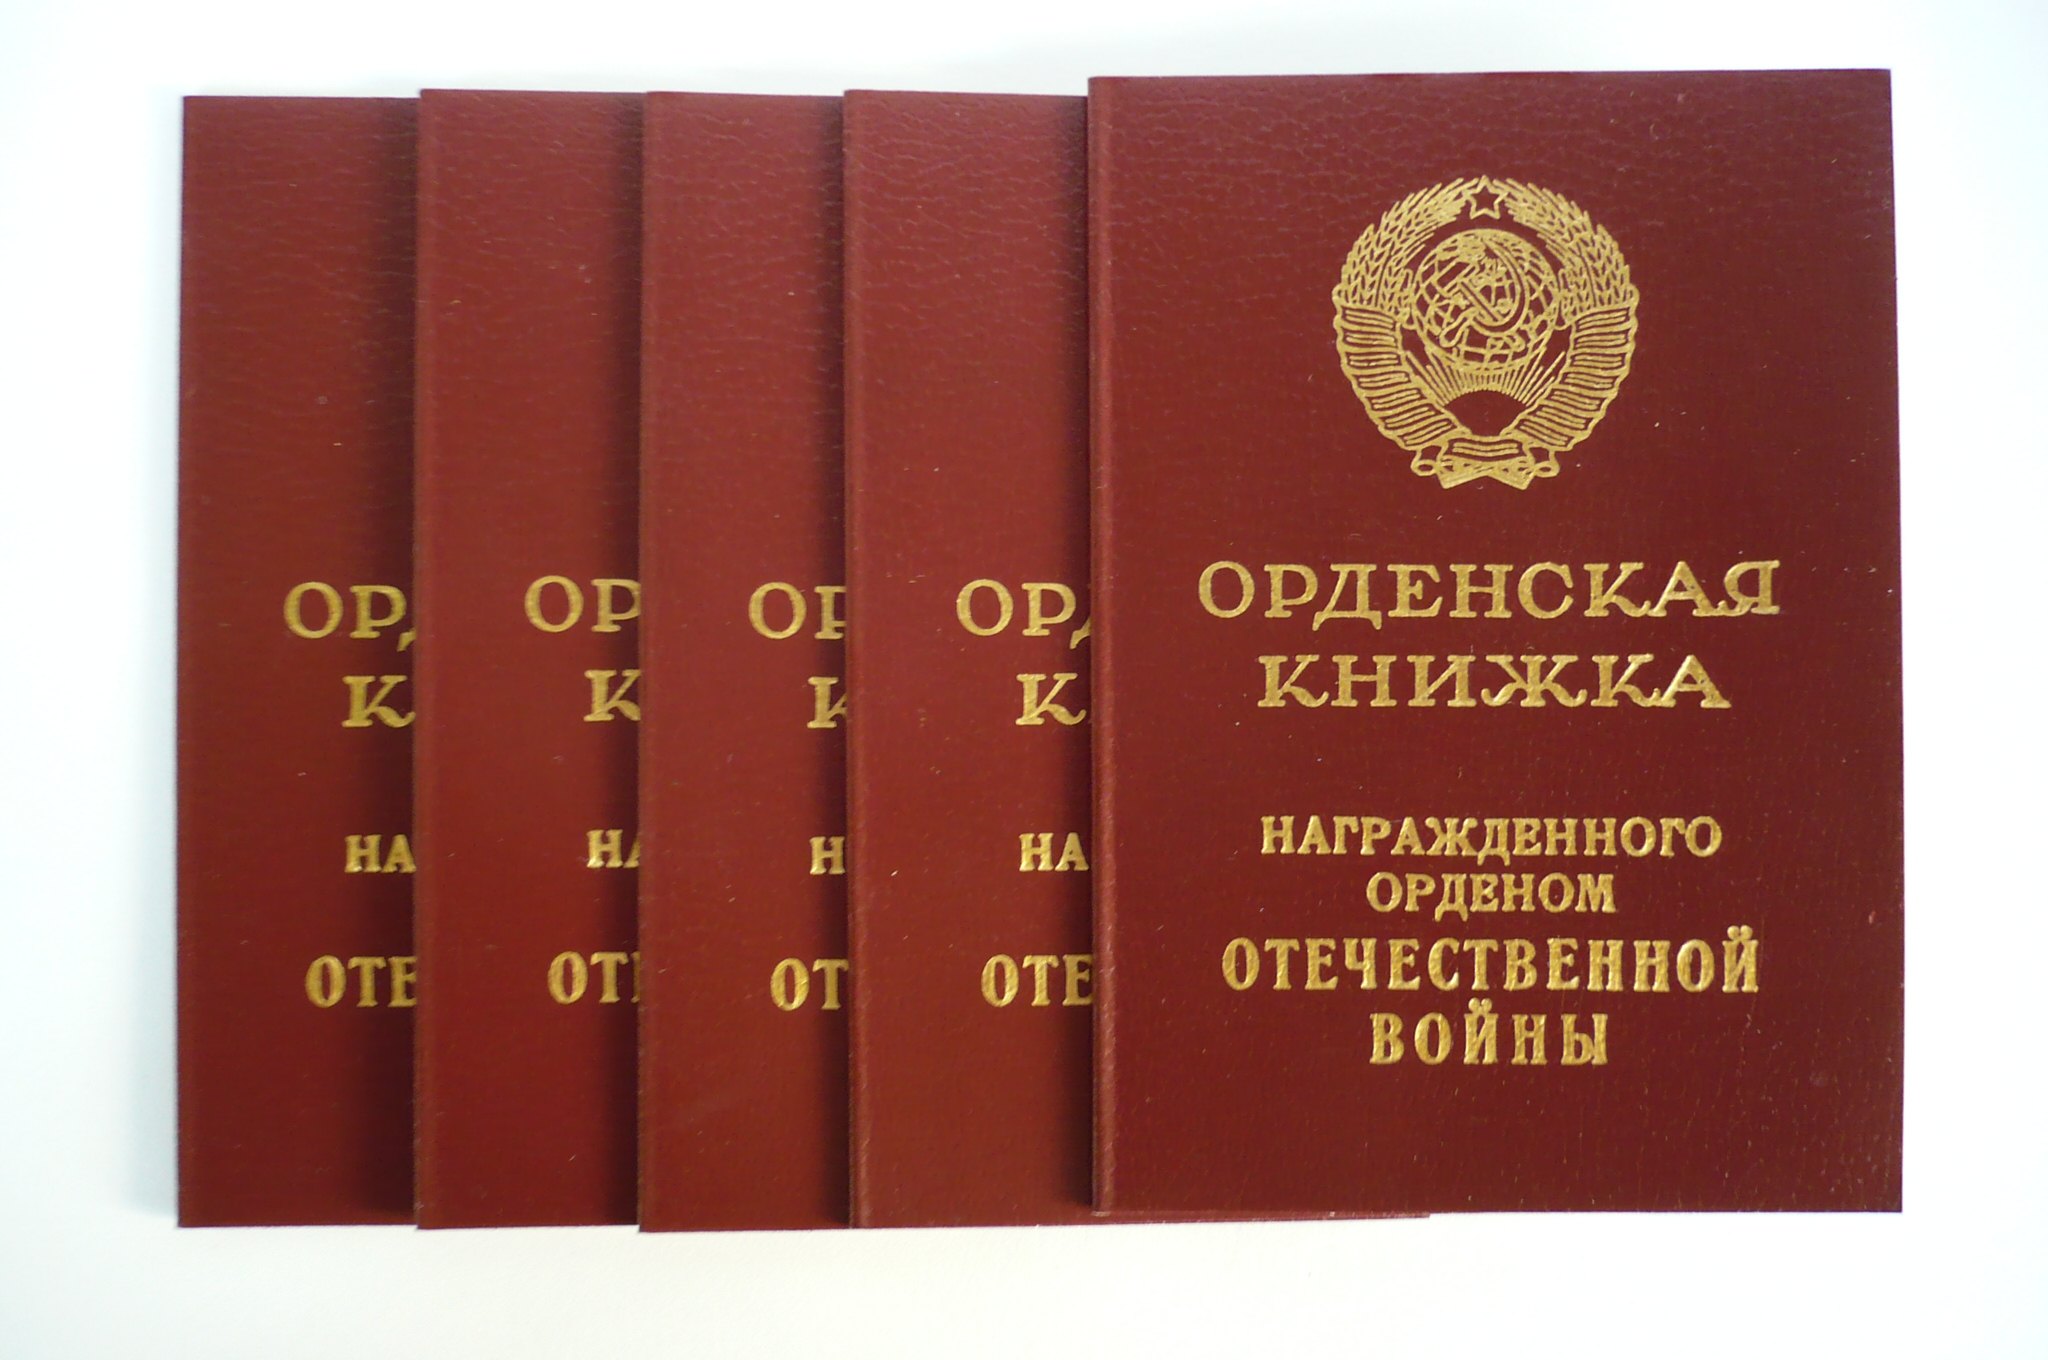 ОРДЕНСКАЯ
КНИЖКА
НАГРАЖДЕННОГО
ОРДЕНОМ
ОТЕЧЕСТВЕННОЙ
ВОЙНЫ